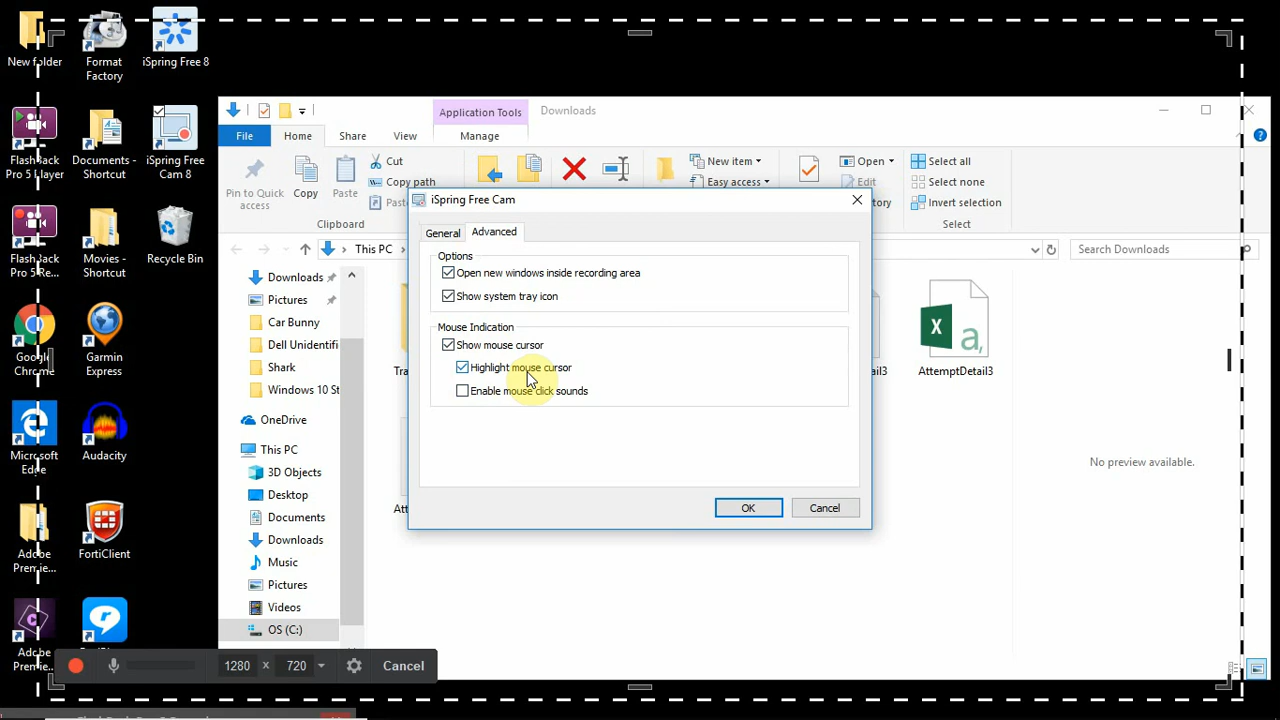 New folder
Format
Factory
iSpring Free 8
FlashBack
Pro 5 Player
Documents -
Shortcut
iSpring Free
Cam 8
FlashBack
Pro 5 Re...
Movies -
Shortcut
Recycle Bin
Google
Chrome
Garmin
Express
Microsoft
Edge
Audacity
Adobe
Premie...
FortiClient
Adobe
Premie...
Application Tools
Downloads
File
Home
Share
View
Manage
Pin to Quick
access
Copy
Paste
Cut
Copy path
Clipboard
New item
Easy access
Open
Edit
Select all
Select none
Invert selection
Select
This PC
Search Downloads
Downloads
Pictures
Car Bunny
Dell Unidentifi
Shark
Windows 10 St
OneDrive
This PC
3D Objects
Desktop
Documents
Downloads
Music
Pictures
Videos
OS (C:)
AttemptDetail3
No preview available.
iSpring Free Cam
General
Advanced
Options
Open new windows inside recording area
Show system tray icon
Mouse Indication
Show mouse cursor
Highlight mouse cursor
Enable mouse click sounds
OK
Cancel
1280 x 720
Cancel